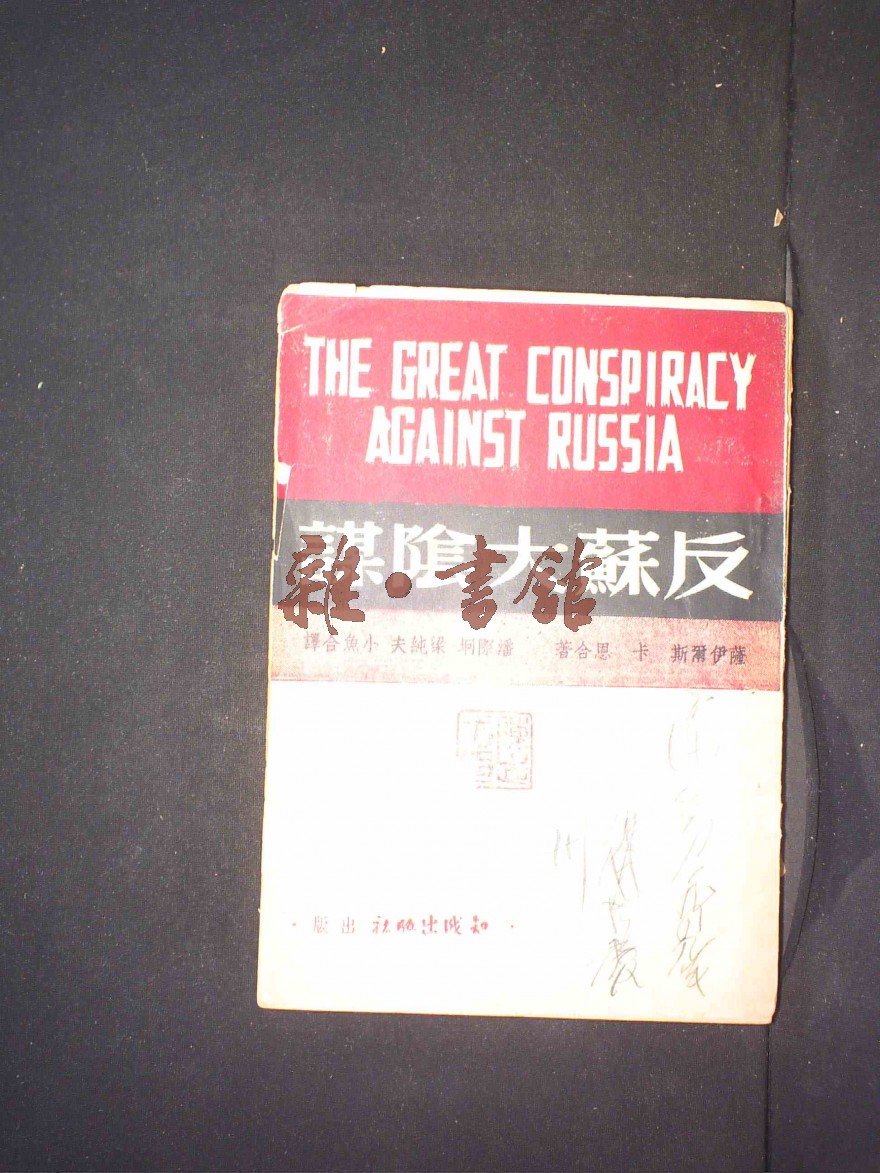 THE GREAT CONSPIRACY
AGAINST RUSSIA
反蘇大陰謀
雜·書館
薩伊爾斯 卡恩合著 潘際坰 梁純夫 小魚合譯
·知識出版社 出版·